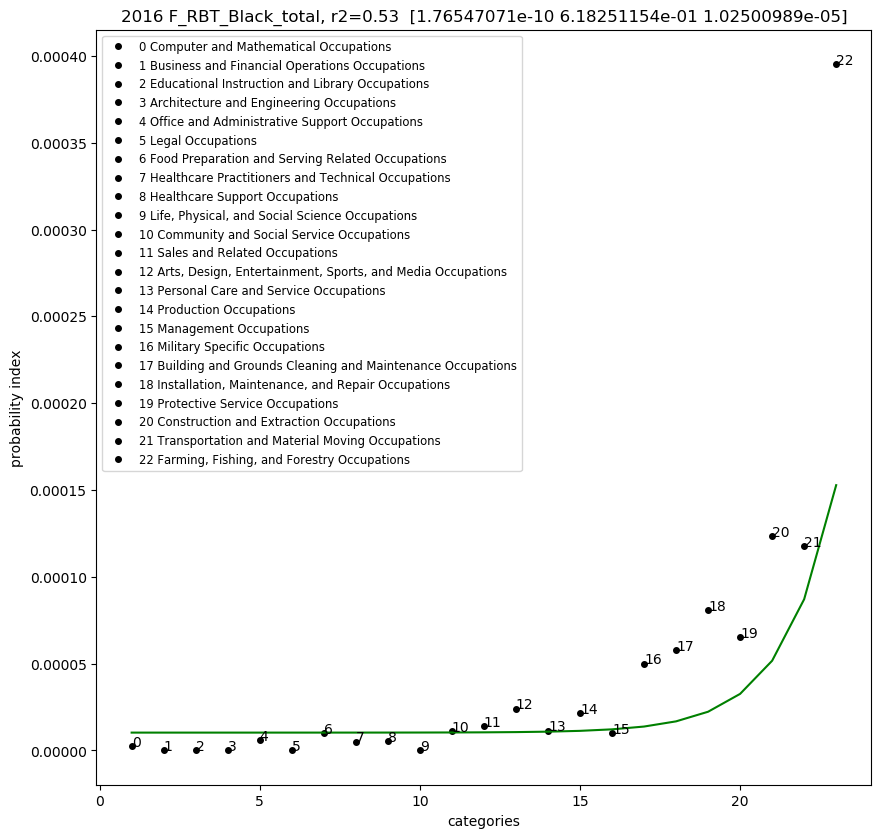 2016 F_RBT_Black_total, r2=0.53  [1.76547071e-10 6.18251154e-01 1.02500989e-05]
0 Computer and Mathematical Occupations
1 Business and Financial Operations Occupations
2 Educational Instruction and Library Occupations
3 Architecture and Engineering Occupations
4 Office and Administrative Support Occupations
5 Legal Occupations
6 Food Preparation and Serving Related Occupations
7 Healthcare Practitioners and Technical Occupations
8 Healthcare Support Occupations
9 Life, Physical, and Social Science Occupations
10 Community and Social Service Occupations
11 Sales and Related Occupations
12 Arts, Design, Entertainment, Sports, and Media Occupations
13 Personal Care and Service Occupations
14 Production Occupations
15 Management Occupations
16 Military Specific Occupations
17 Building and Grounds Cleaning and Maintenance Occupations
18 Installation, Maintenance, and Repair Occupations
19 Protective Service Occupations
20 Construction and Extraction Occupations
21 Transportation and Material Moving Occupations
22 Farming, Fishing, and Forestry Occupations
probability index
0.00040
0.00035
0.00030
0.00025
0.00020
0.00015
0.00010
0.00005
0.00000
0
1
2
3
4
5
6
7
8
9
10
11
12
13
14
15
16
17
18
19
20
21
22
0
5
10
15
20
categories